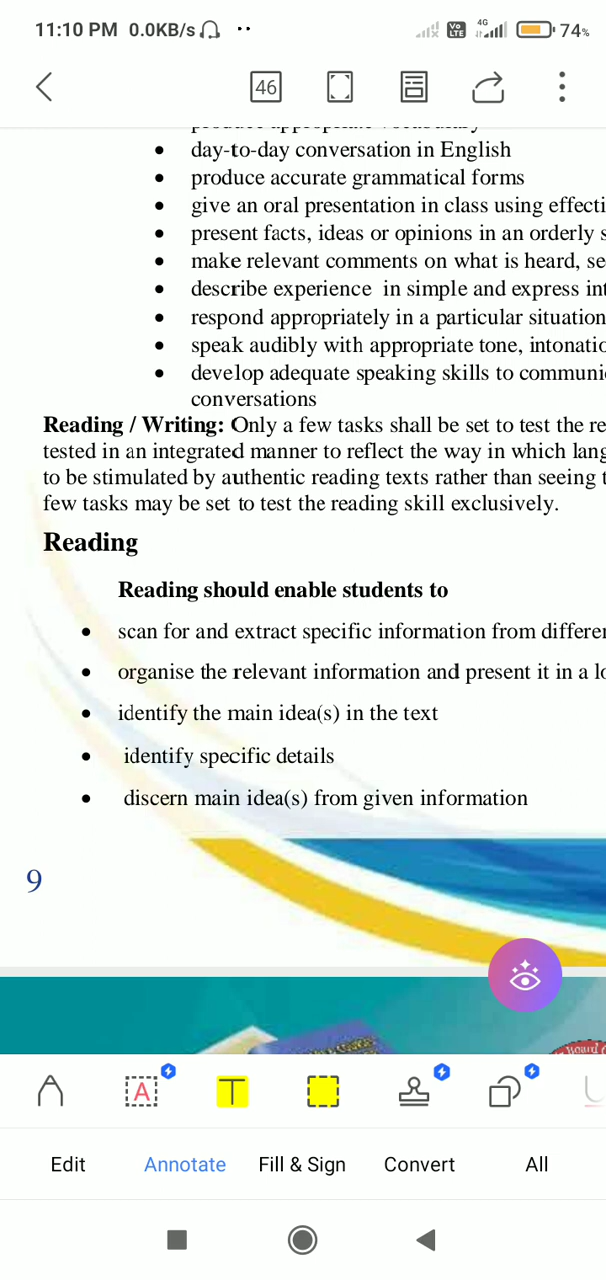 11:10 PM 0.0KB/s
Vo LTE 4G 74%
46
produce appropriate vocabulary
• day-to-day conversation in English
• produce accurate grammatical forms
• give an oral presentation in class using effecti
• present facts, ideas or opinions in an orderly s
• make relevant comments on what is heard, se
• describe experience in simple and express int
• respond appropriately in a particular situation
• speak audibly with appropriate tone, intonatio
• develop adequate speaking skills to communi
conversations
Reading / Writing: Only a few tasks shall be set to test the re
tested in an integrated manner to reflect the way in which lang
to be stimulated by authentic reading texts rather than seeing t
few tasks may be set to test the reading skill exclusively.
Reading
Reading should enable students to
• scan for and extract specific information from differen
• organise the relevant information and present it in a lo
• identify the main idea(s) in the text
• identify specific details
• discern main idea(s) from given information
9
Board
A T
Edit Annotate Fill & Sign Convert All